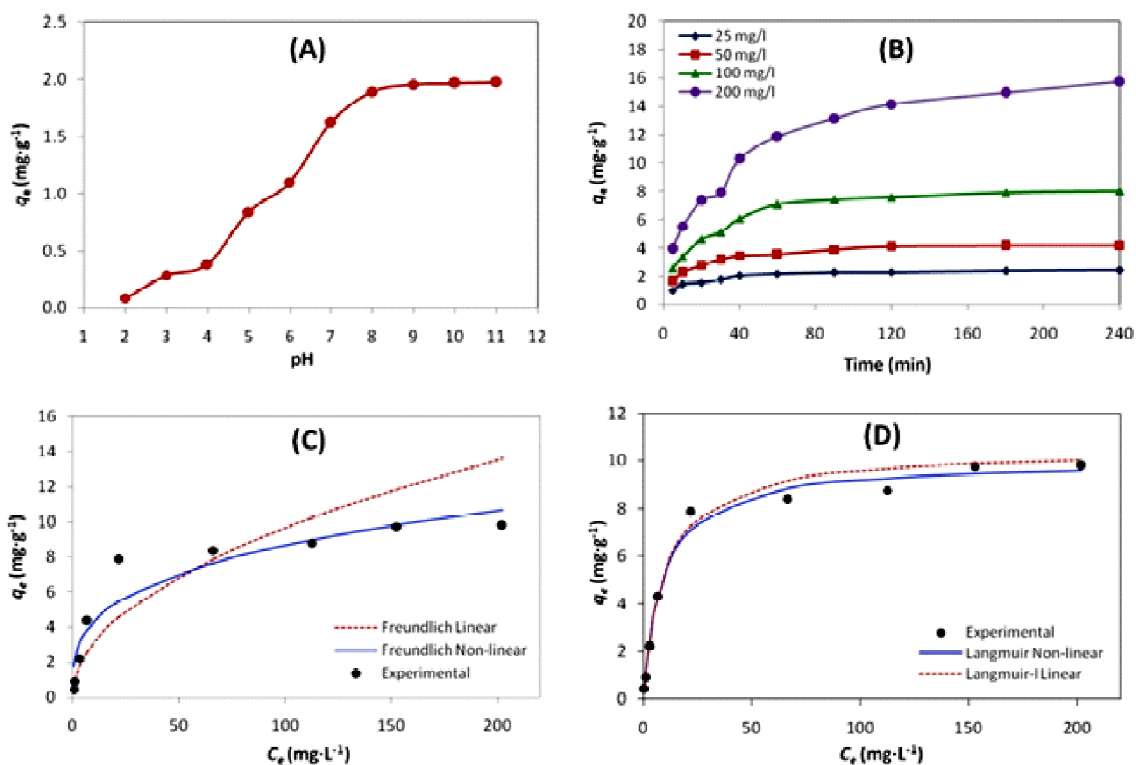 (A)
2.5
2.0
1.5
1.0
0.5
0.0
qe (mg·g-1)
1 2 3 4 5 6 7 8 9 10 11 12
pH
(B)
25 mg/l
50 mg/l
100 mg/l
200 mg/l
20
18
16
14
12
10
8
6
4
2
0
qe (mg·g-1)
0 40 80 120 160 200 240
Time (min)
(C)
16
14
12
10
8
6
4
2
0
qe (mg·g-1)
Freundlich Linear
Freundlich Non-linear
Experimental
0 50 100 150 200
Ce (mg·L-1)
(D)
12
10
8
6
4
2
0
qe (mg·g-1)
Experimental
Langmuir Non-linear
Langmuir-I Linear
0 50 100 150 200
Ce (mg·L-1)